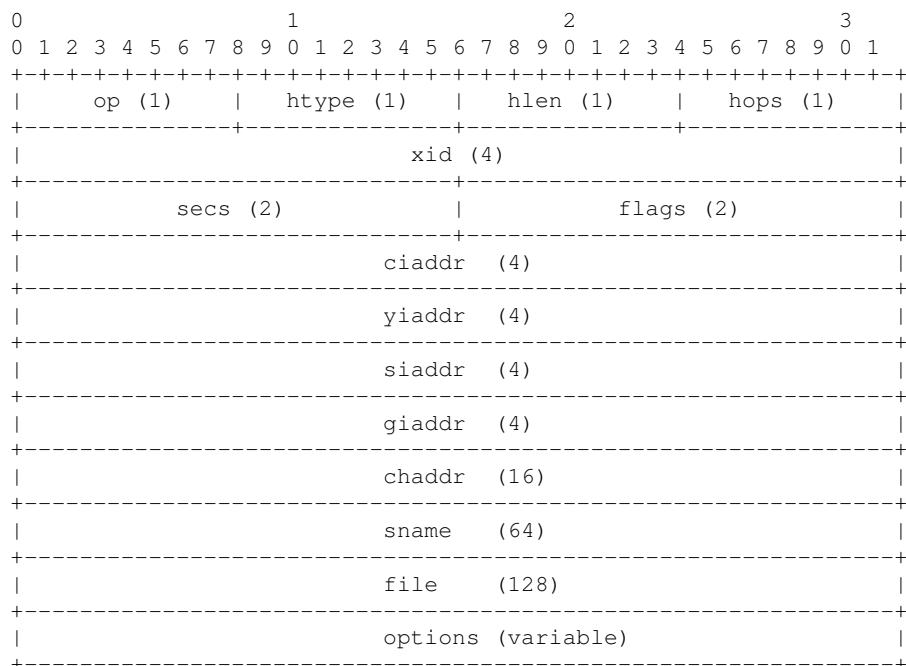 0                   1                   2                   3
0 1 2 3 4 5 6 7 8 9 0 1 2 3 4 5 6 7 8 9 0 1 2 3 4 5 6 7 8 9 0 1
+-+-+-+-+-+-+-+-+-+-+-+-+-+-+-+-+-+-+-+-+-+-+-+-+-+-+-+-+-+-+-+-+
|     op (1)    |   htype (1)   |   hlen (1)    |   hops (1)    |
+---------------+---------------+---------------+---------------+
|                            xid (4)                            |
+-------------------------------+-------------------------------+
|           secs (2)            |           flags (2)           |
+-------------------------------+-------------------------------+
|                          ciaddr  (4)                          |
+---------------------------------------------------------------+
|                          yiaddr  (4)                          |
+---------------------------------------------------------------+
|                          siaddr  (4)                          |
+---------------------------------------------------------------+
|                          giaddr  (4)                          |
+---------------------------------------------------------------+
|                          chaddr  (16)                         |
+---------------------------------------------------------------+
|                          sname   (64)                         |
+---------------------------------------------------------------+
|                          file    (128)                        |
+---------------------------------------------------------------+
|                          options (variable)                   |
+---------------------------------------------------------------+